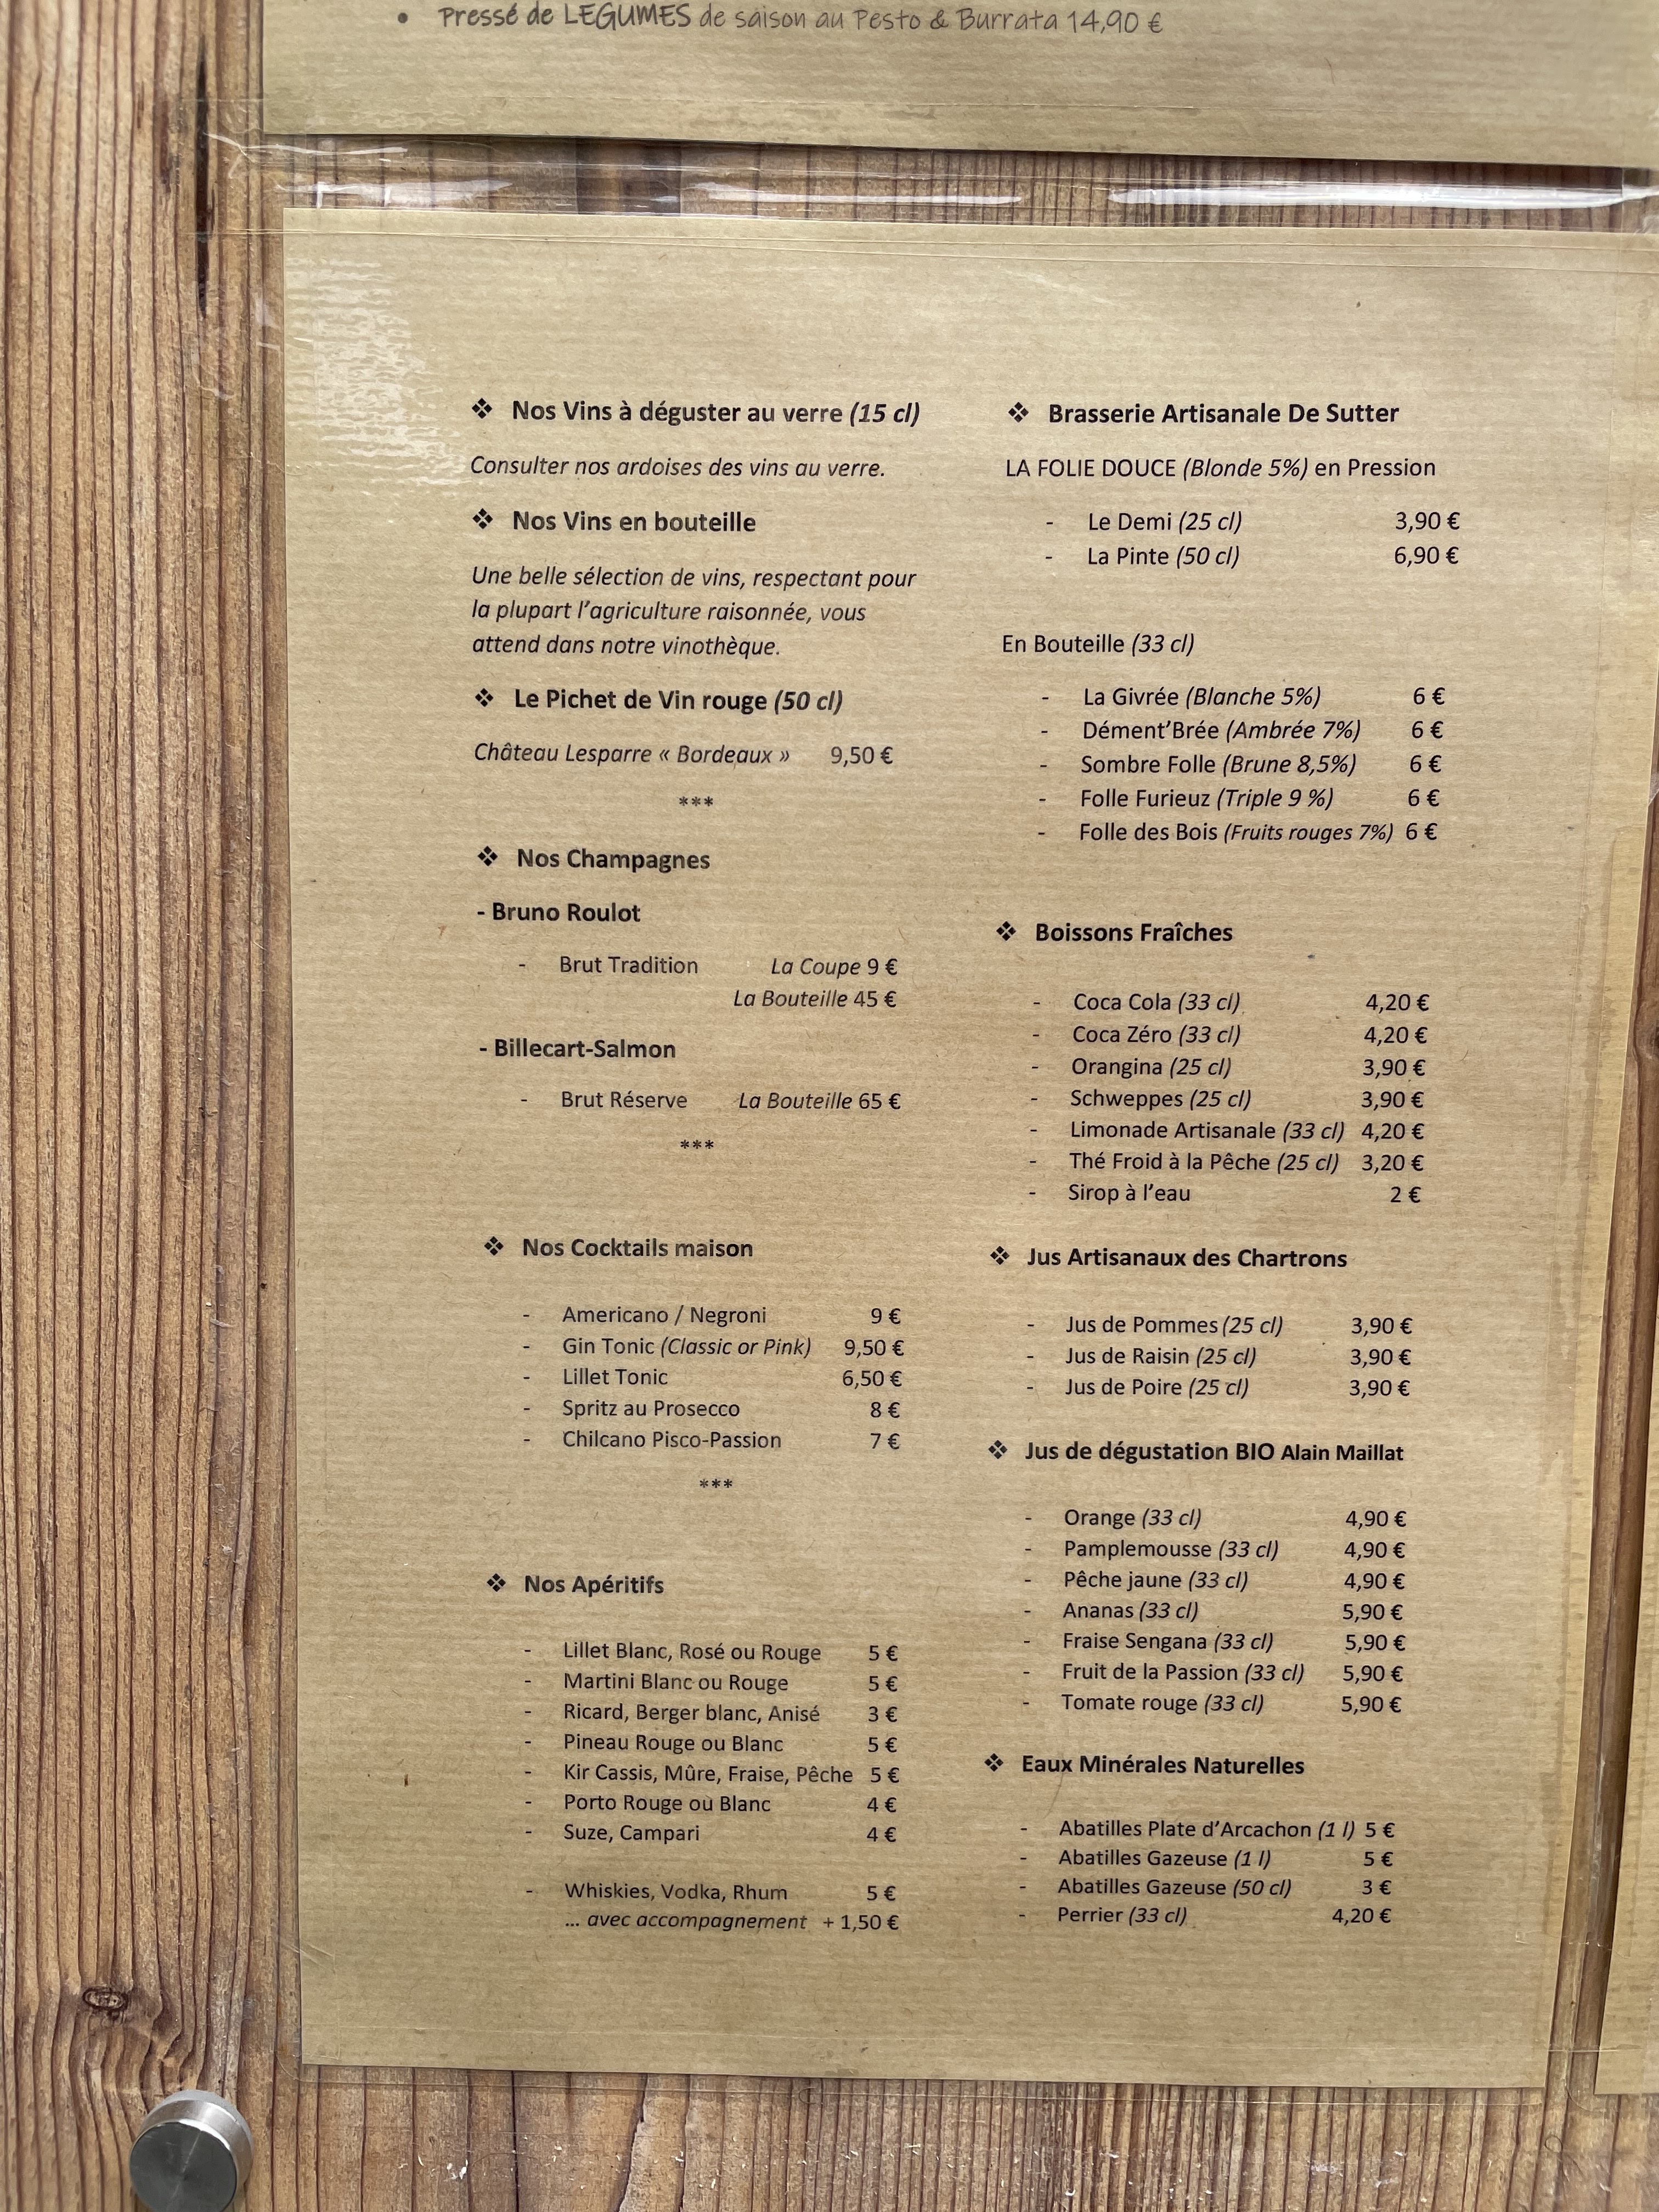 • Pressé de LEGUMES de saison au Pesto & Burrata 14,90 €
❖ Nos Vins à déguster au verre (15 cl)
Consulter nos ardoises des vins au verre.
❖ Nos Vins en bouteille
Une belle sélection de vins, respectant pour
la plupart l’agriculture raisonnée, vous
attend dans notre vinothèque.
❖ Le Pichet de Vin rouge (50 cl)
Château Lesparre « Bordeaux » 9,50 €
***
❖ Nos Champagnes
- Bruno Roulot
- Brut Tradition La Coupe 9 €
La Bouteille 45 €
- Billecart-Salmon
- Brut Réserve La Bouteille 65 €
***
❖ Nos Cocktails maison
- Americano / Negroni 9 €
- Gin Tonic (Classic or Pink) 9,50 €
- Lillet Tonic 6,50 €
- Spritz au Prosecco 8 €
- Chilcano Pisco-Passion 7 €
***
❖ Nos Apéritifs
- Lillet Blanc, Rosé ou Rouge 5 €
- Martini Blanc ou Rouge 5 €
- Ricard, Berger blanc, Anisé 3 €
- Pineau Rouge ou Blanc 5 €
- Kir Cassis, Mûre, Fraise, Pêche 5 €
- Porto Rouge ou Blanc 4 €
- Suze, Campari 4 €
- Whiskies, Vodka, Rhum 5 €
... avec accompagnement + 1,50 €
❖ Brasserie Artisanale De Sutter
LA FOLIE DOUCE (Blonde 5%) en Pression
- Le Demi (25 cl) 3,90 €
- La Pinte (50 cl) 6,90 €
En Bouteille (33 cl)
- La Givrée (Blanche 5%) 6 €
- Dément’Brée (Ambrée 7%) 6 €
- Sombre Folle (Brune 8,5%) 6 €
- Folle Furieuz (Triple 9 %) 6 €
- Folle des Bois (Fruits rouges 7%) 6 €
❖ Boissons Fraîches
- Coca Cola (33 cl) 4,20 €
- Coca Zéro (33 cl) 4,20 €
- Orangina (25 cl) 3,90 €
- Schweppes (25 cl) 3,90 €
- Limonade Artisanale (33 cl) 4,20 €
- Thé Froid à la Pêche (25 cl) 3,20 €
- Sirop à l’eau 2 €
❖ Jus Artisanaux des Chartrons
- Jus de Pommes (25 cl) 3,90 €
- Jus de Raisin (25 cl) 3,90 €
- Jus de Poire (25 cl) 3,90 €
❖ Jus de dégustation BIO Alain Maillat
- Orange (33 cl) 4,90 €
- Pamplemousse (33 cl) 4,90 €
- Pêche jaune (33 cl) 4,90 €
- Ananas (33 cl) 5,90 €
- Fraise Sengana (33 cl) 5,90 €
- Fruit de la Passion (33 cl) 5,90 €
- Tomate rouge (33 cl) 5,90 €
❖ Eaux Minérales Naturelles
- Abatilles Plate d’Arcachon (1 l) 5 €
- Abatilles Gazeuse (1 l) 5 €
- Abatilles Gazeuse (50 cl) 3 €
- Perrier (33 cl) 4,20 €